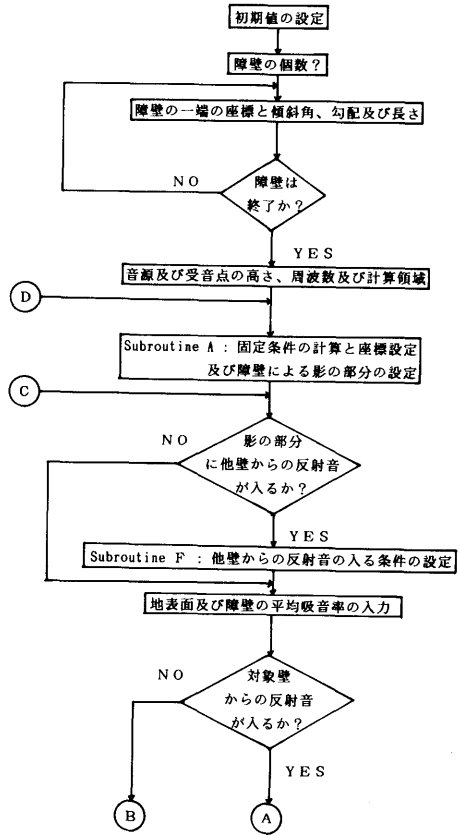 初期値の設定
障壁の個数？
障壁の一端の座標と傾斜角、勾配及び長さ
NO
障壁は
終了か？
YES
音源及び受音点の高さ、周波数及び計算領域
D
Subroutine A : 固定条件の計算と座標設定
及び障壁による影の部分の設定
C
NO
影の部分
に他壁からの反射音
が入るか？
YES
Subroutine F : 他壁からの反射音の入る条件の設定
地表面及び障壁の平均吸音率の入力
NO
対象壁
からの反射音
が入るか？
YES
B
A